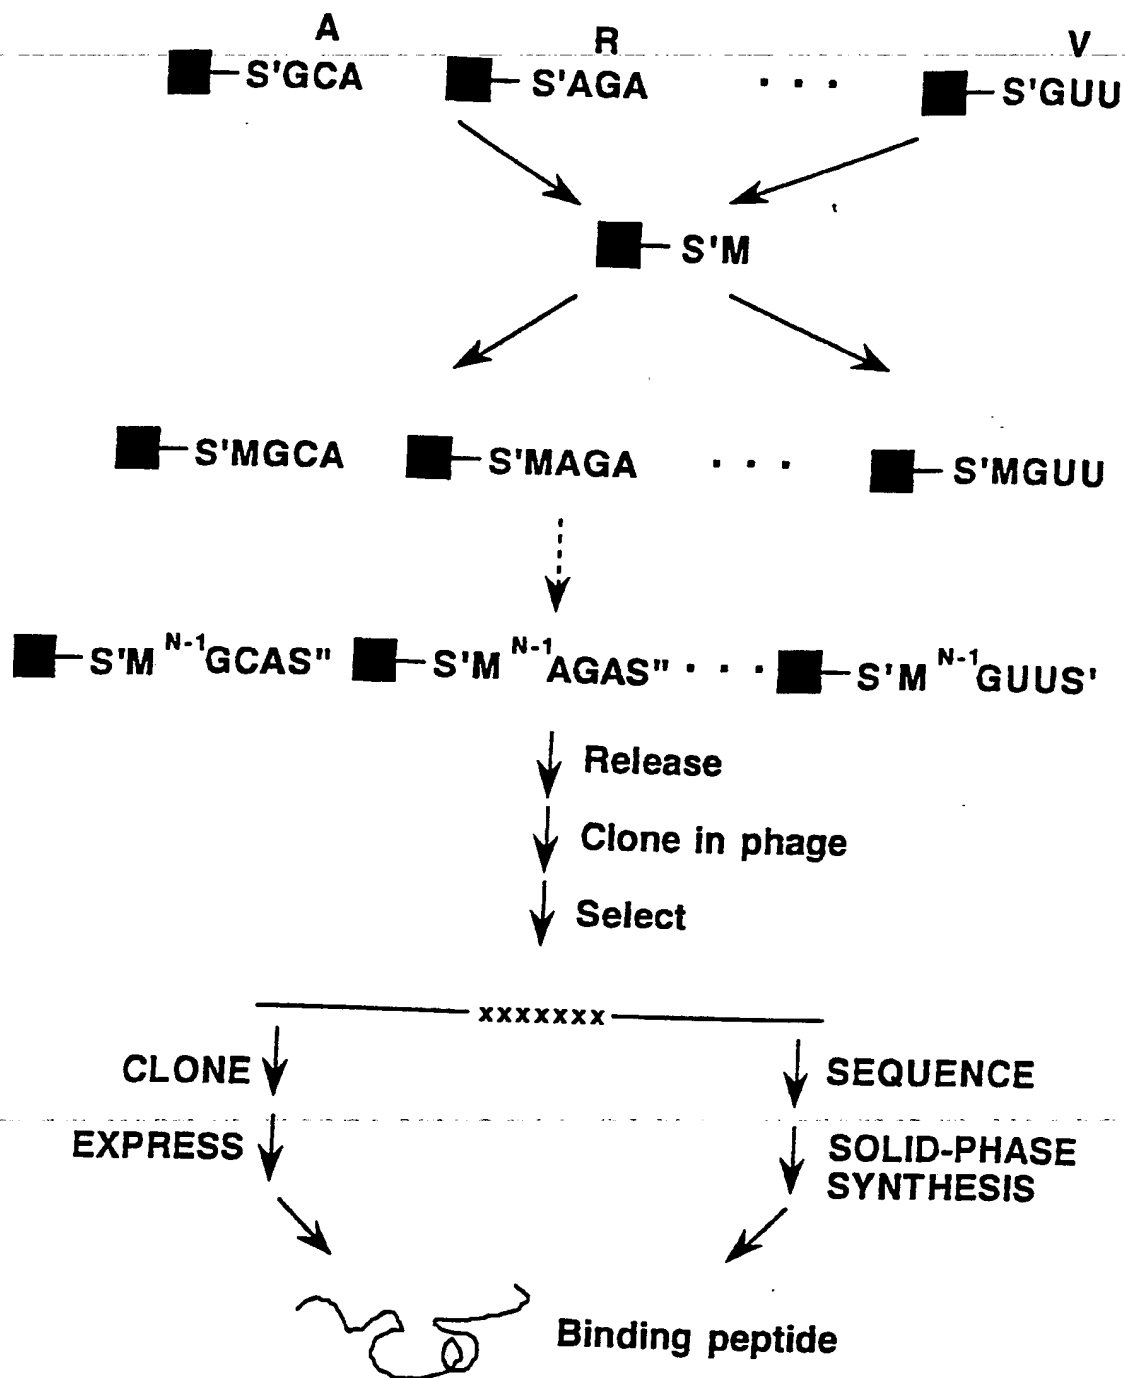 A R V
S'GCA S'AGA . . . S'GUU
S'M
S'MGCA S'MAGA . . . S'MGUU
S'M N-1 GCAS" S'M N-1 AGAS" . . . S'M N-1 GUUS'
Release
Clone in phage
Select
xxxxxxx
CLONE SEQUENCE
EXPRESS SOLID-PHASE
SYNTHESIS
Binding peptide